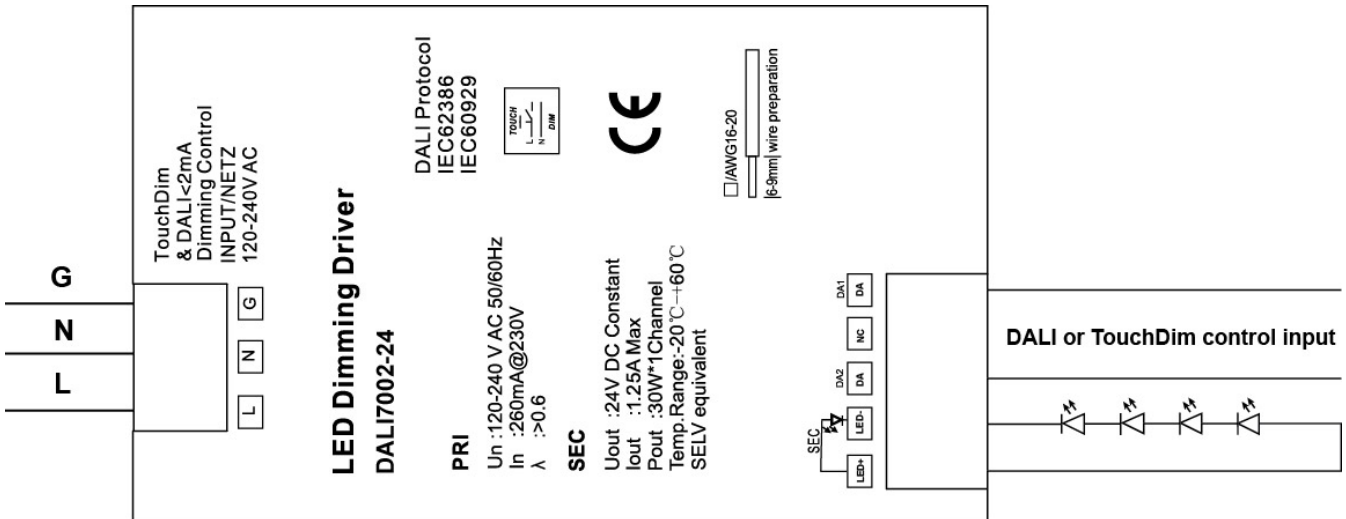 G
N
L
TouchDim
& DALI<2mA
Dimming Control
INPUT/NETZ
120-240V AC
G
N
L
LED Dimming Driver
DALI7002-24
DALI Protocol
IEC62386
IEC60929
TOUCH
L
N
DIM
CE
PRI
Un :120-240 V AC 50/60Hz
In :260mA@230V
λ :>0.6
SEC
Uout :24V DC Constant
Iout :1.25A Max
Pout :30W*1Channel
Temp.Range:-20℃-+60℃
SELV equivalent
□/AWG16-20
|6-9mm| wire preparation
DA1
DA
NC
DA2
DA
LED-
LED+
SEC
DALI or TouchDim control input